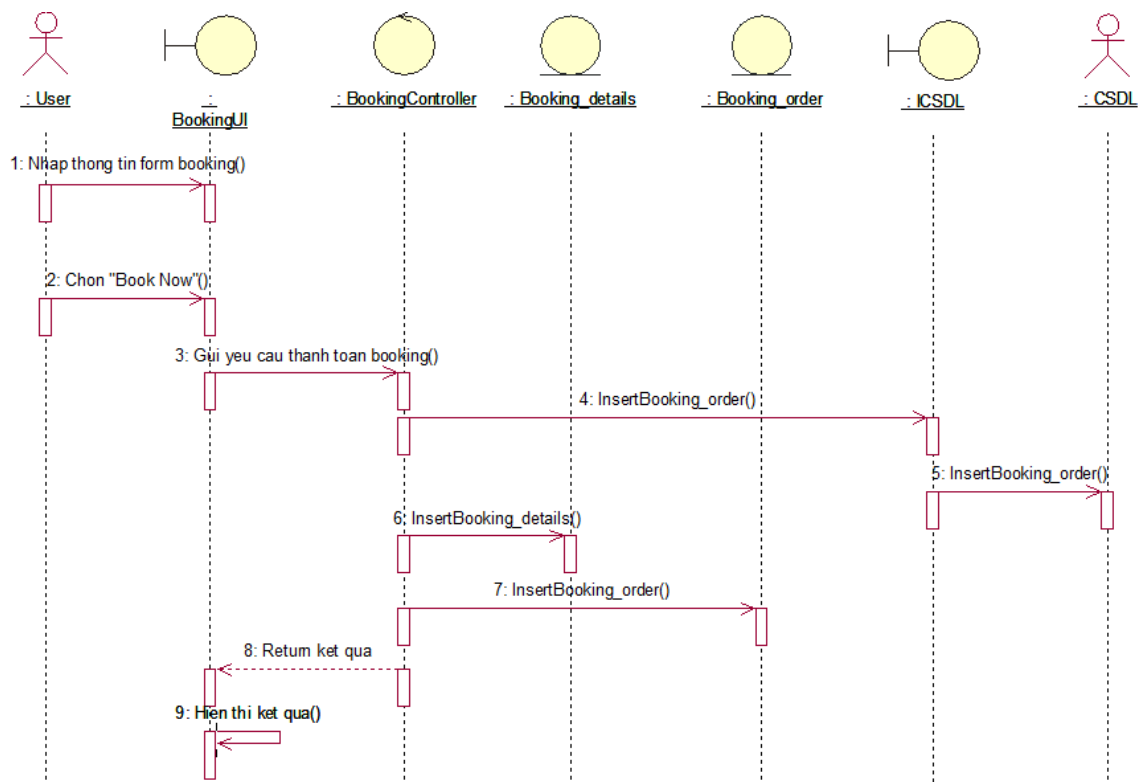 : User
:
BookingUI
: BookingController
: Booking_details
: Booking_order
: ICSDL
: CSDL
1: Nhap thong tin form booking()
2: Chon "Book Now"()
3: Gui yeu cau thanh toan booking()
4: InsertBooking_order()
5: InsertBooking_order()
6: InsertBooking_details()
7: InsertBooking_order()
8: Return ket qua
9: Hien thi ket qua()